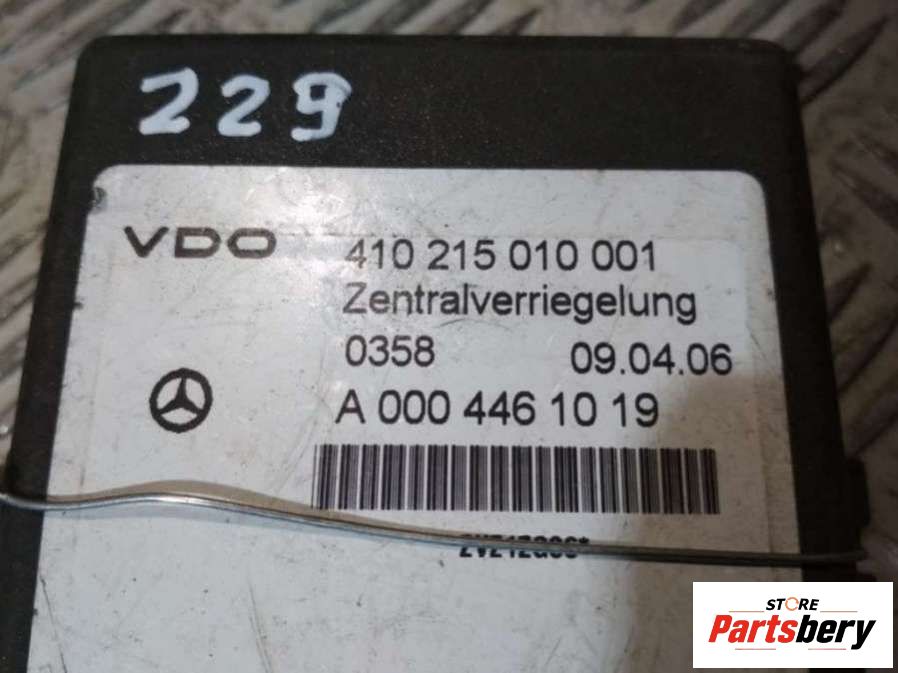 229
VDO 410 215 010 001
Zentralverriegelung
0358 09.04.06
A 000 446 10 19
STORE
Partsbery